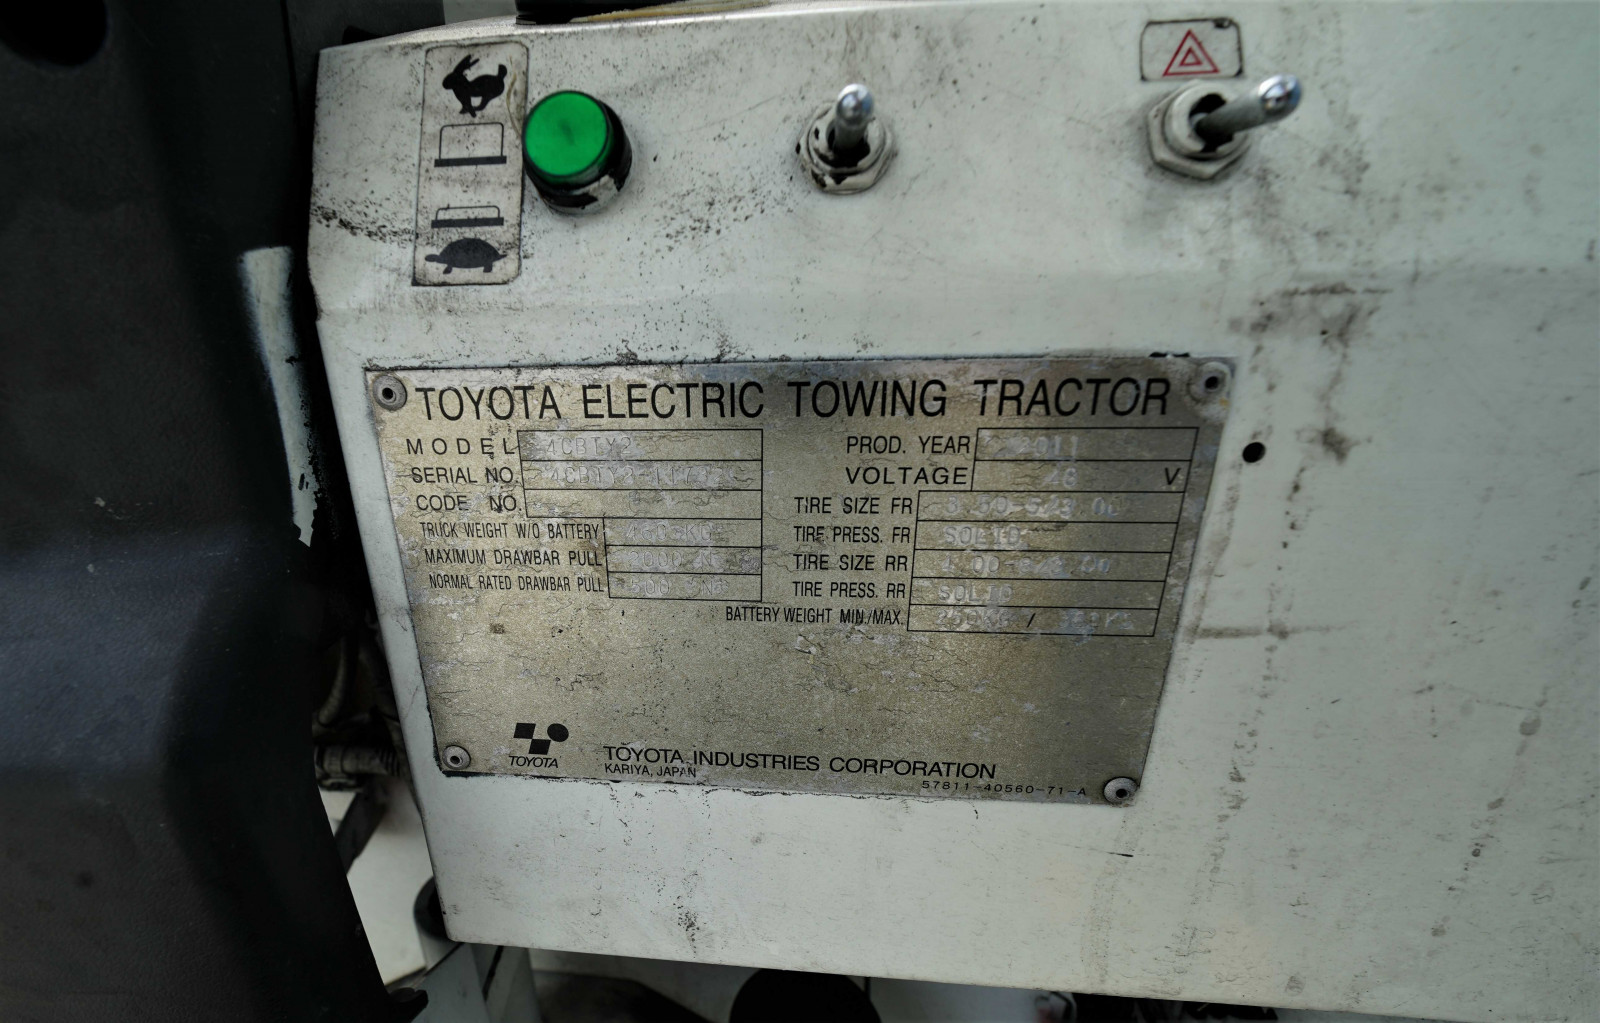 TOYOTA ELECTRIC TOWING TRACTOR
MODEL 4CBTY2
SERIAL NO.
CODE NO.
TRUCK WEIGHT W/O BATTERY
MAXIMUM DRAWBAR PULL
NORMAL RATED DRAWBAR PULL
PROD. YEAR 2011
VOLTAGE 48 V
TIRE SIZE FR
TIRE PRESS. FR SOLID
TIRE SIZE RR
TIRE PRESS. RR SOLID
BATTERY WEIGHT MIN./MAX. /
TOYOTA
TOYOTA INDUSTRIES CORPORATION
KARIYA, JAPAN
57811-40560-71-A